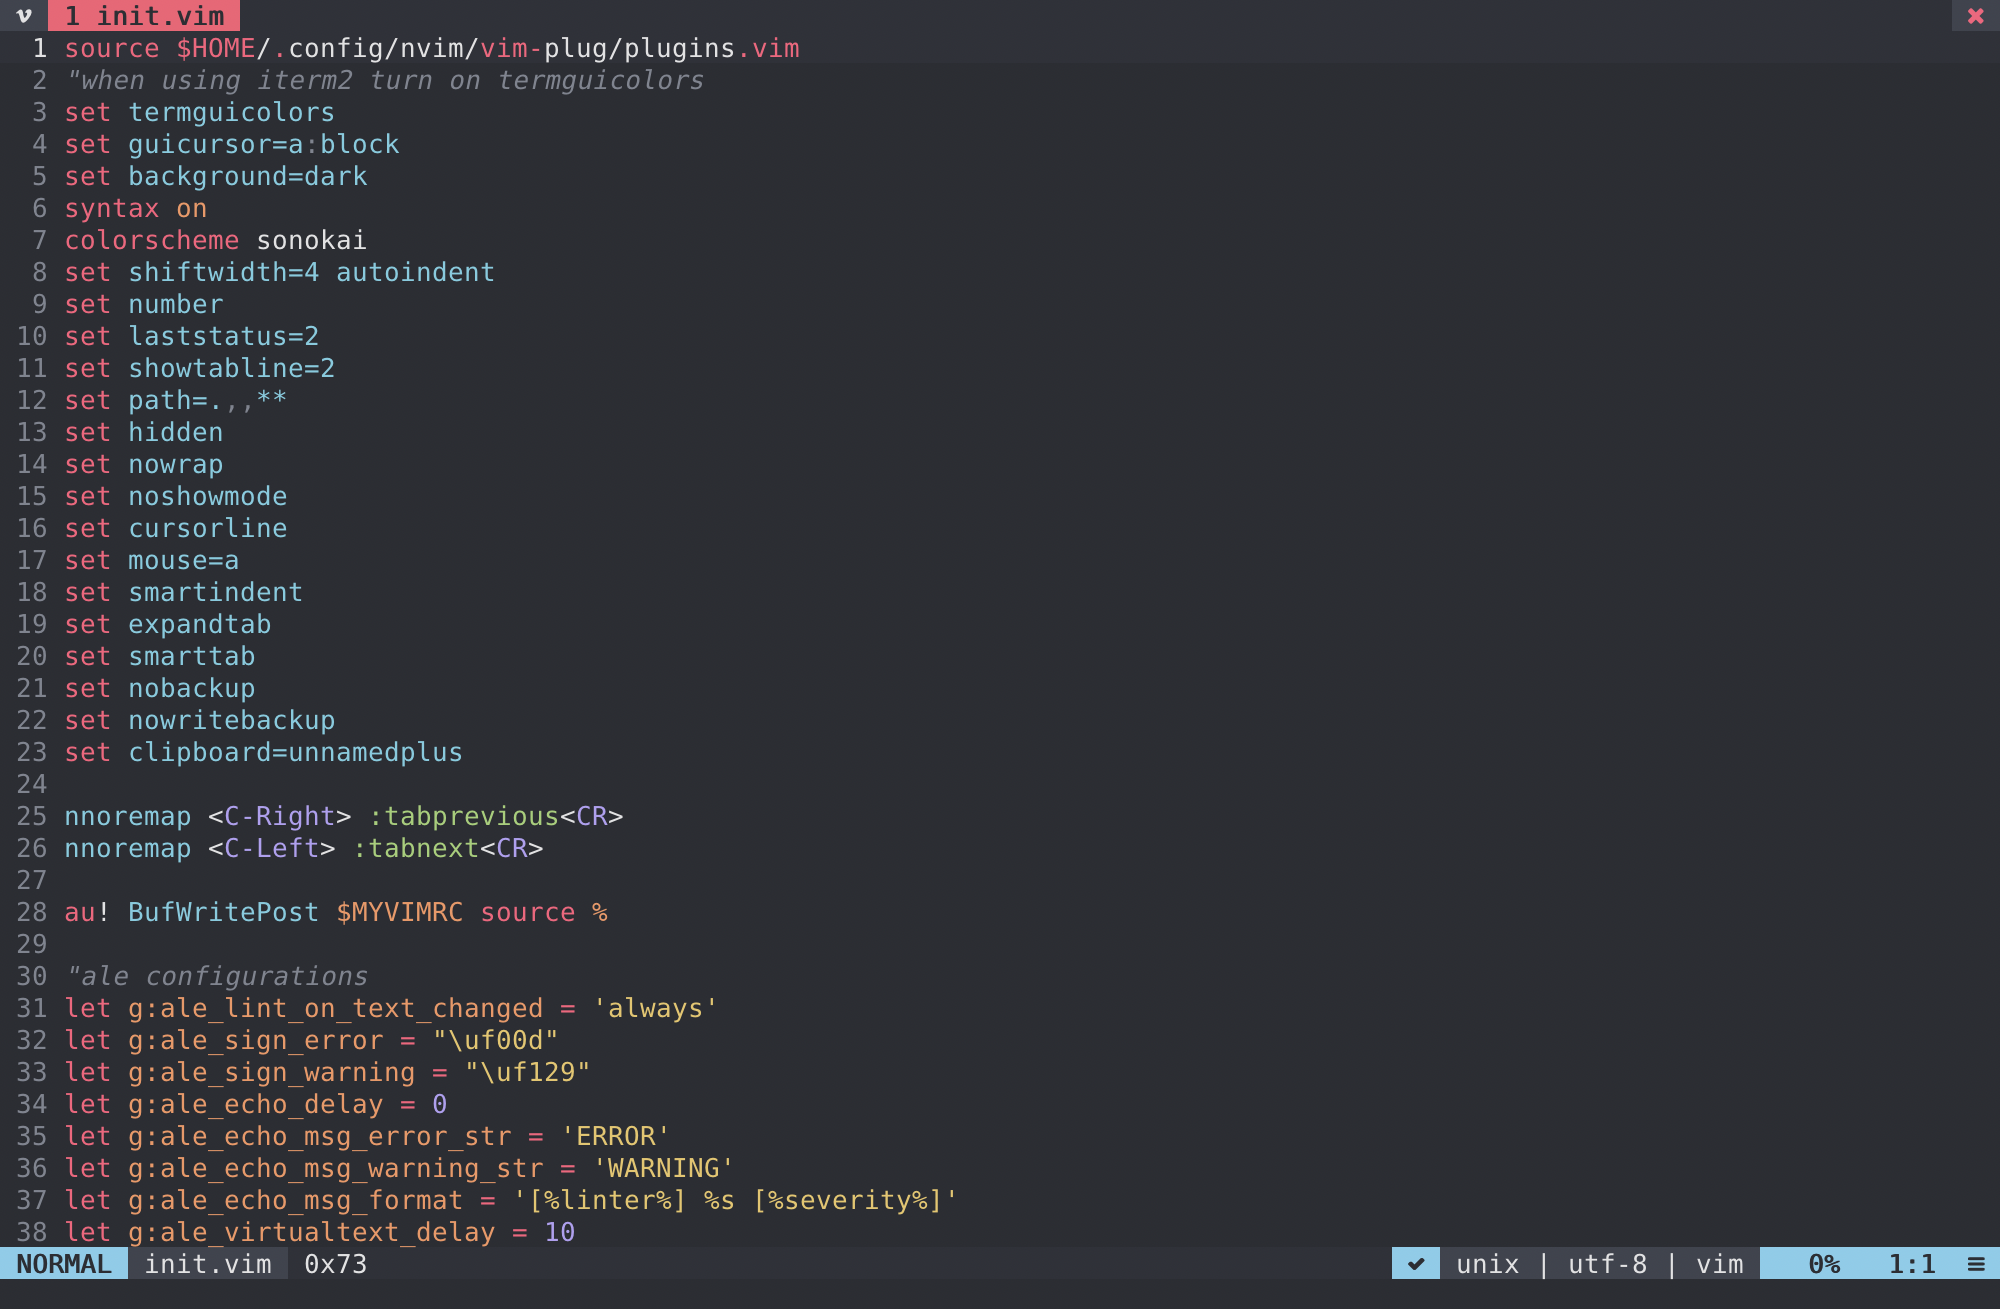 1 init.vim
1 source $HOME/.config/nvim/vim-plug/plugins.vim
2 "when using iterm2 turn on termguicolors
3 set termguicolors
4 set guicursor=a:block
5 set background=dark
6 syntax on
7 colorscheme sonokai
8 set shiftwidth=4 autoindent
9 set number
10 set laststatus=2
11 set showtabline=2
12 set path=.,,**
13 set hidden
14 set nowrap
15 set noshowmode
16 set cursorline
17 set mouse=a
18 set smartindent
19 set expandtab
20 set smarttab
21 set nobackup
22 set nowritebackup
23 set clipboard=unnamedplus
24
25 nnoremap <C-Right> :tabprevious<CR>
26 nnoremap <C-Left> :tabnext<CR>
27
28 au! BufWritePost $MYVIMRC source %
29
30 "ale configurations
31 let g:ale_lint_on_text_changed = 'always'
32 let g:ale_sign_error = "\uf00d"
33 let g:ale_sign_warning = "\uf129"
34 let g:ale_echo_delay = 0
35 let g:ale_echo_msg_error_str = 'ERROR'
36 let g:ale_echo_msg_warning_str = 'WARNING'
37 let g:ale_echo_msg_format = '[%linter%] %s [%severity%]'
38 let g:ale_virtualtext_delay = 10
NORMAL init.vim 0x73 unix | utf-8 | vim 0% 1:1